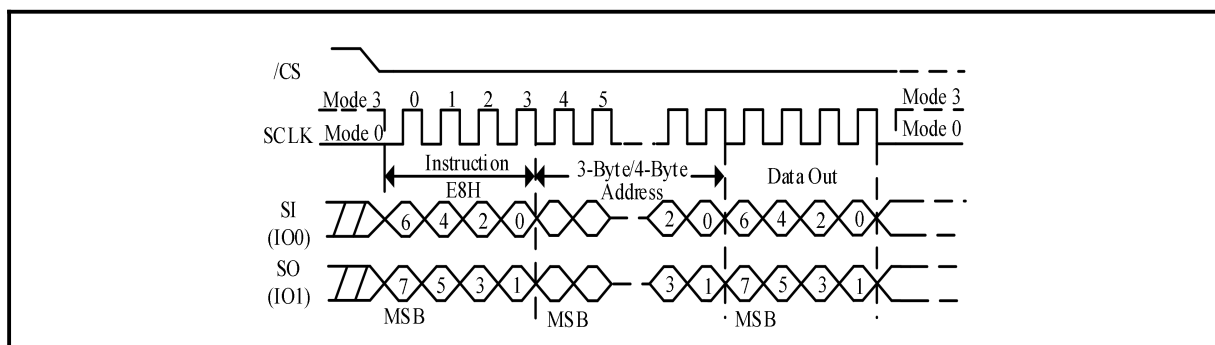 /CS
Mode 3 0 1 2 3 4 5 Mode 3
SCLK Mode 0 Mode 0
Instruction 3-Byte/4-Byte Data Out
E8H Address
SI 6 4 2 0 2 0 6 4 2 0
(IO0)
SO 7 5 3 1 3 1 7 5 3 1
(IO1)
MSB MSB MSB